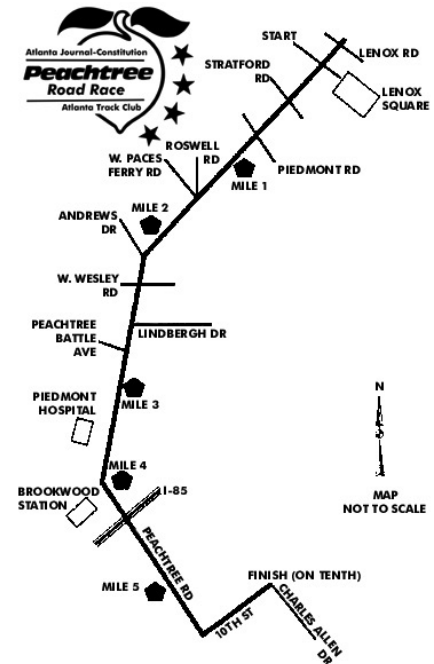 Atlanta Journal-Constitution
Peachtree
Road Race
Atlanta Track Club
START
LENOX RD
STRATFORD
RD
LENOX
SQUARE
ROSWELL
RD
W. PACES
FERRY RD
PIEDMONT RD
MILE 1
MILE 2
ANDREWS
DR
W. WESLEY
RD
PEACHTREE
BATTLE
AVE
LINDBERGH DR
PIEDMONT
HOSPITAL
MILE 3
N
MAP
NOT TO SCALE
MILE 4
BROOKWOOD
STATION
I-85
PEACHTREE RD
MILE 5
FINISH (ON TENTH)
10TH ST
CHARLES ALLEN
DR